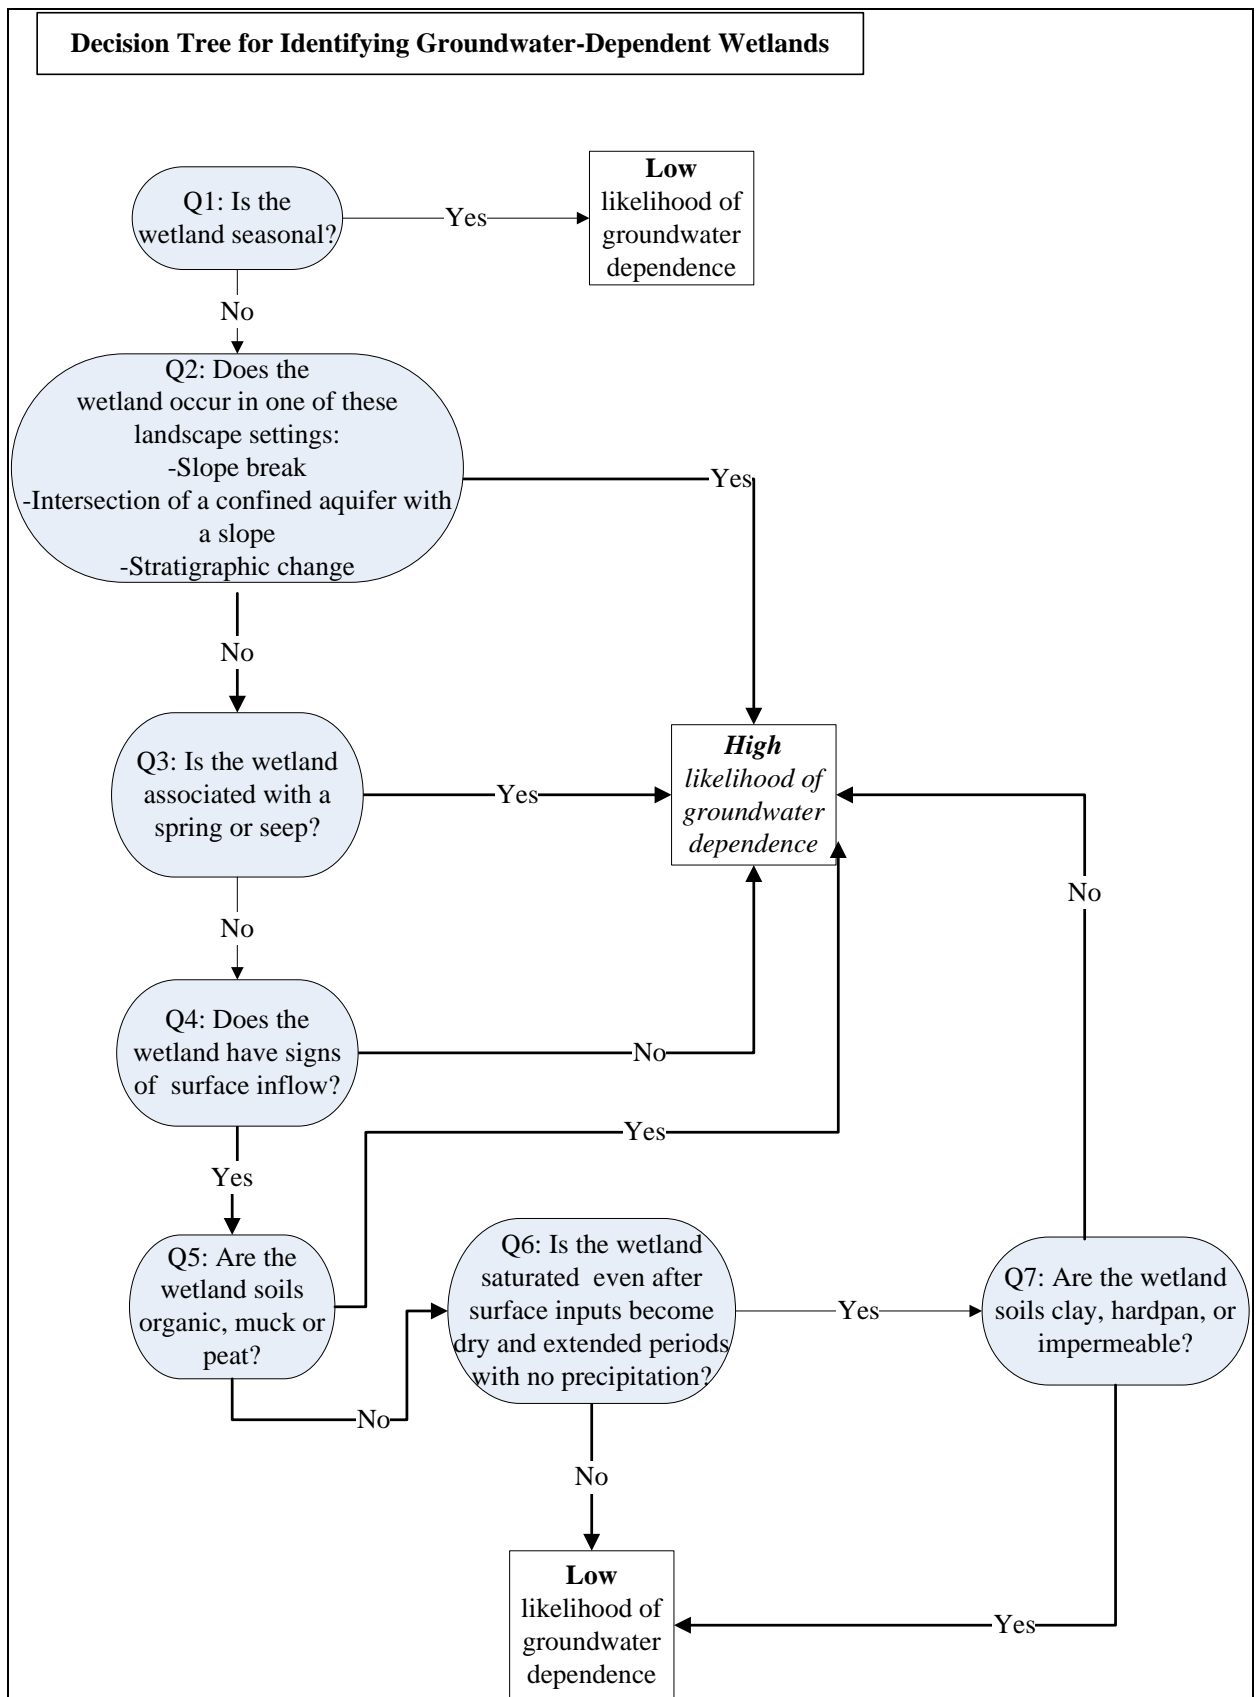 Decision Tree for Identifying Groundwater-Dependent Wetlands
Q1: Is the
wetland seasonal?
Yes
Low
likelihood of
groundwater
dependence
No
Q2: Does the
wetland occur in one of these
landscape settings:
-Slope break
-Intersection of a confined aquifer with
a slope
-Stratigraphic change
Yes
No
Q3: Is the wetland
associated with a
spring or seep?
Yes
High
likelihood of
groundwater
dependence
No
No
Q4: Does the
wetland have signs
of surface inflow?
No
Yes
Yes
Q5: Are the
wetland soils
organic, muck or
peat?
No
Q6: Is the wetland
saturated even after
surface inputs become
dry and extended periods
with no precipitation?
Yes
Q7: Are the wetland
soils clay, hardpan, or
impermeable?
No
Low
likelihood of
groundwater
dependence
Yes